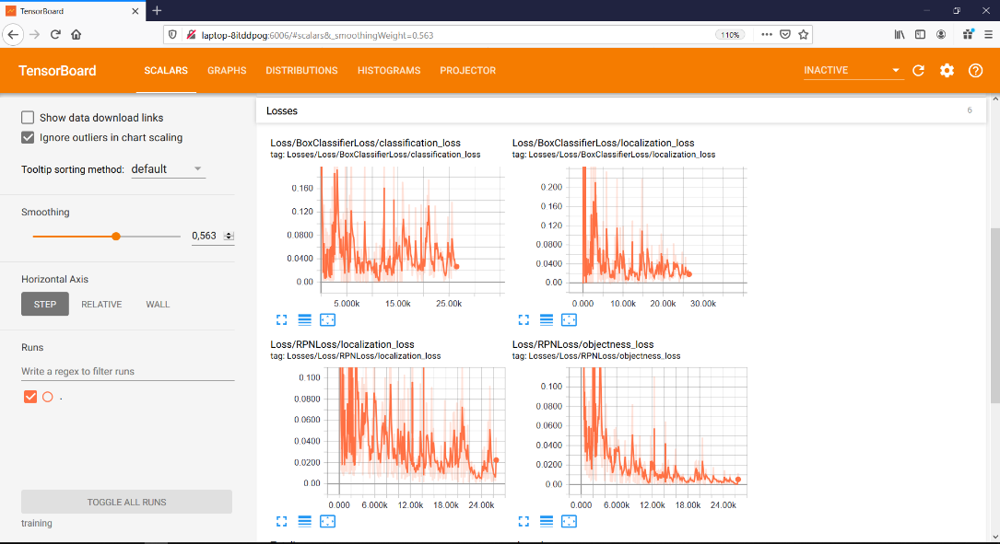 TensorBoard
laptop-8itddpog:6006/#scalars&_smoothingWeight=0.563
110%
TensorBoard
SCALARS
GRAPHS
DISTRIBUTIONS
HISTOGRAMS
PROJECTOR
INACTIVE
Show data download links
Ignore outliers in chart scaling
Tooltip sorting method: default
Smoothing
0,563
Horizontal Axis
STEP
RELATIVE
WALL
Runs
Write a regex to filter runs
.
TOGGLE ALL RUNS
training
Losses
6
Loss/BoxClassifierLoss/classification_loss
tag: Losses/Loss/BoxClassifierLoss/classification_loss
0.160
0.120
0.0800
0.0400
0.00
5.000k 15.00k 25.00k
Loss/BoxClassifierLoss/localization_loss
tag: Losses/Loss/BoxClassifierLoss/localization_loss
0.200
0.160
0.120
0.0800
0.0400
0.00
0.000 10.00k 20.00k 30.00k
Loss/RPNLoss/localization_loss
tag: Losses/Loss/RPNLoss/localization_loss
0.100
0.0800
0.0600
0.0400
0.0200
0.00
0.000 6.000k 12.00k 18.00k 24.00k
Loss/RPNLoss/objectness_loss
tag: Losses/Loss/RPNLoss/objectness_loss
0.100
0.0800
0.0600
0.0400
0.0200
0.00
0.000 6.000k 12.00k 18.00k 24.00k